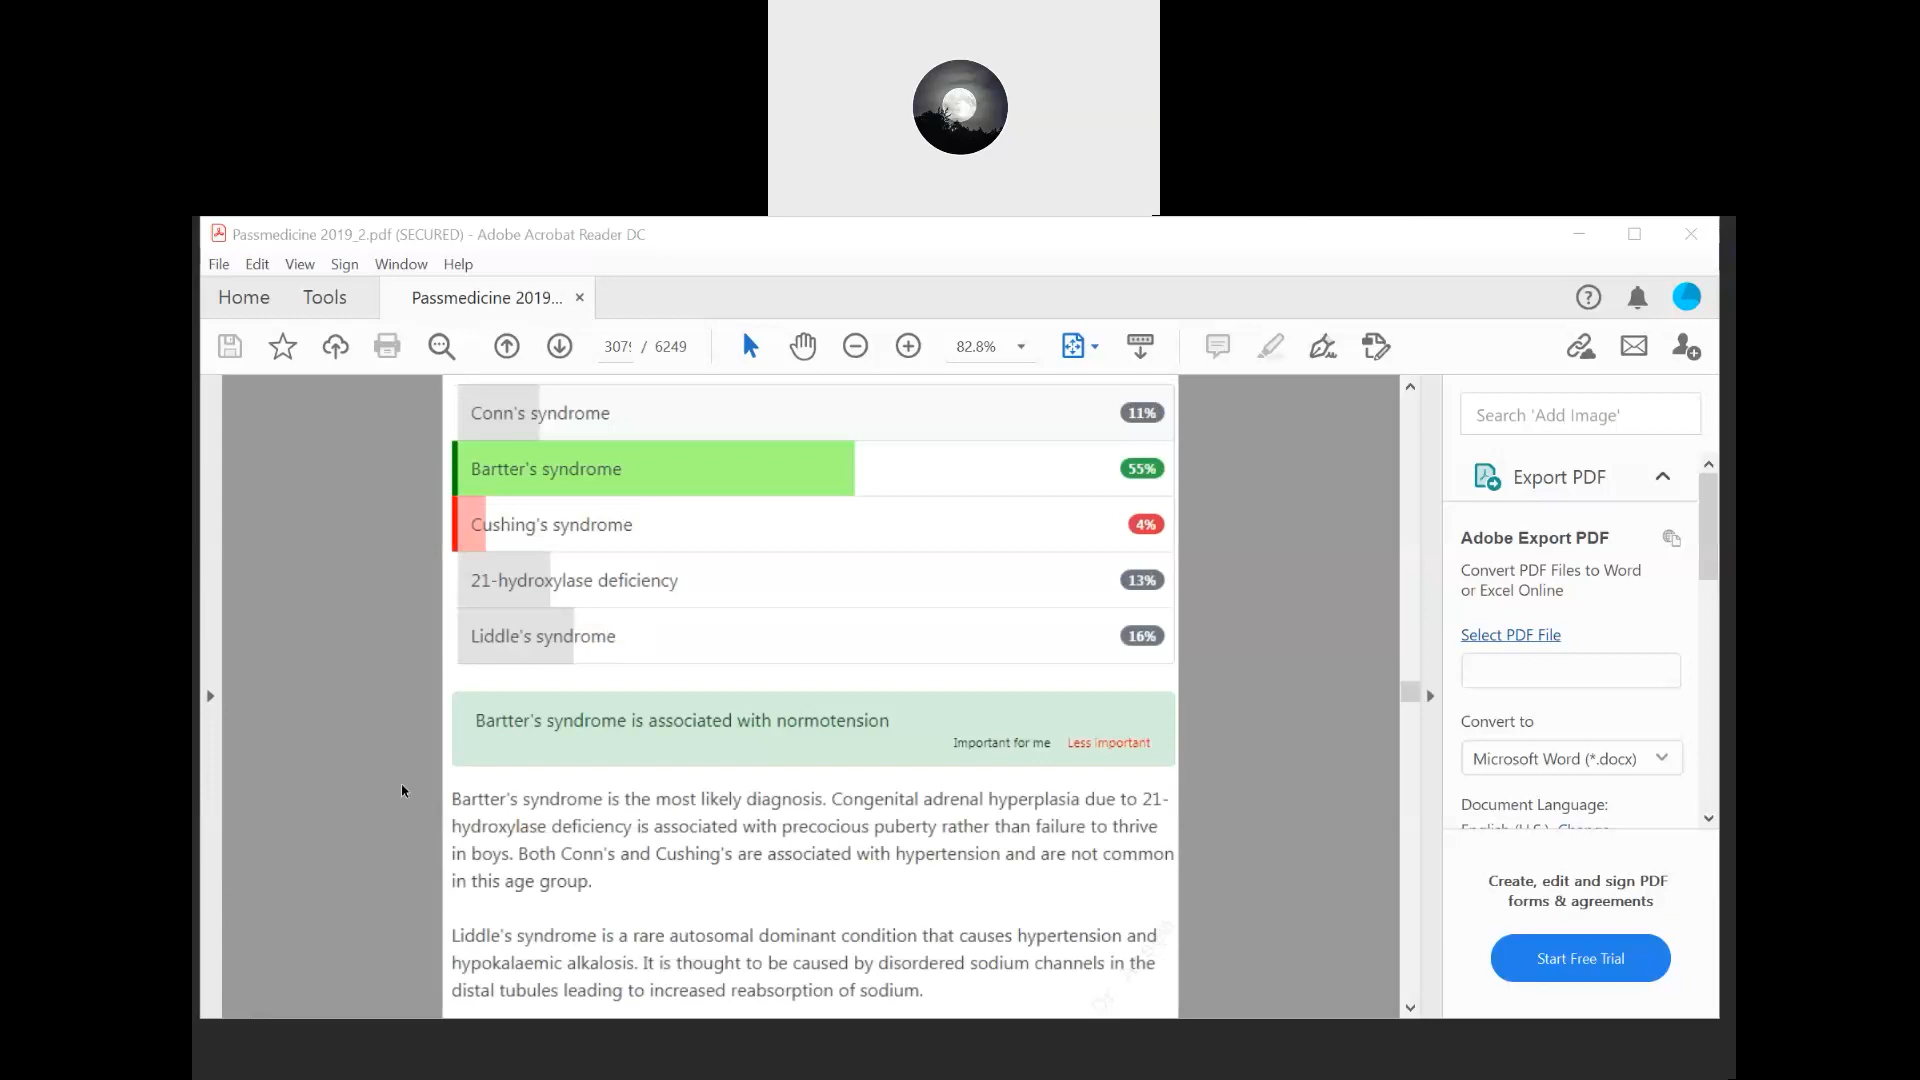 Passmedicine 2019_2.pdf (SECURED) - Adobe Acrobat Reader DC
File Edit View Sign Window Help
Home Tools Passmedicine 2019... ×
/ 6249 82.8%
Conn's syndrome 11%
Bartter's syndrome 55%
Cushing's syndrome 4%
21-hydroxylase deficiency 13%
Liddle's syndrome 16%
Bartter's syndrome is associated with normotension
Important for me Less important
Bartter's syndrome is the most likely diagnosis. Congenital adrenal hyperplasia due to 21-
hydroxylase deficiency is associated with precocious puberty rather than failure to thrive
in boys. Both Conn's and Cushing's are associated with hypertension and are not common
in this age group.
Liddle's syndrome is a rare autosomal dominant condition that causes hypertension and
hypokalaemic alkalosis. It is thought to be caused by disordered sodium channels in the
distal tubules leading to increased reabsorption of sodium.
Search 'Add Image'
Export PDF
Adobe Export PDF
Convert PDF Files to Word
or Excel Online
Select PDF File
Convert to
Microsoft Word (*.docx)
Document Language:
English (U.S.) Change
Create, edit and sign PDF
forms & agreements
Start Free Trial